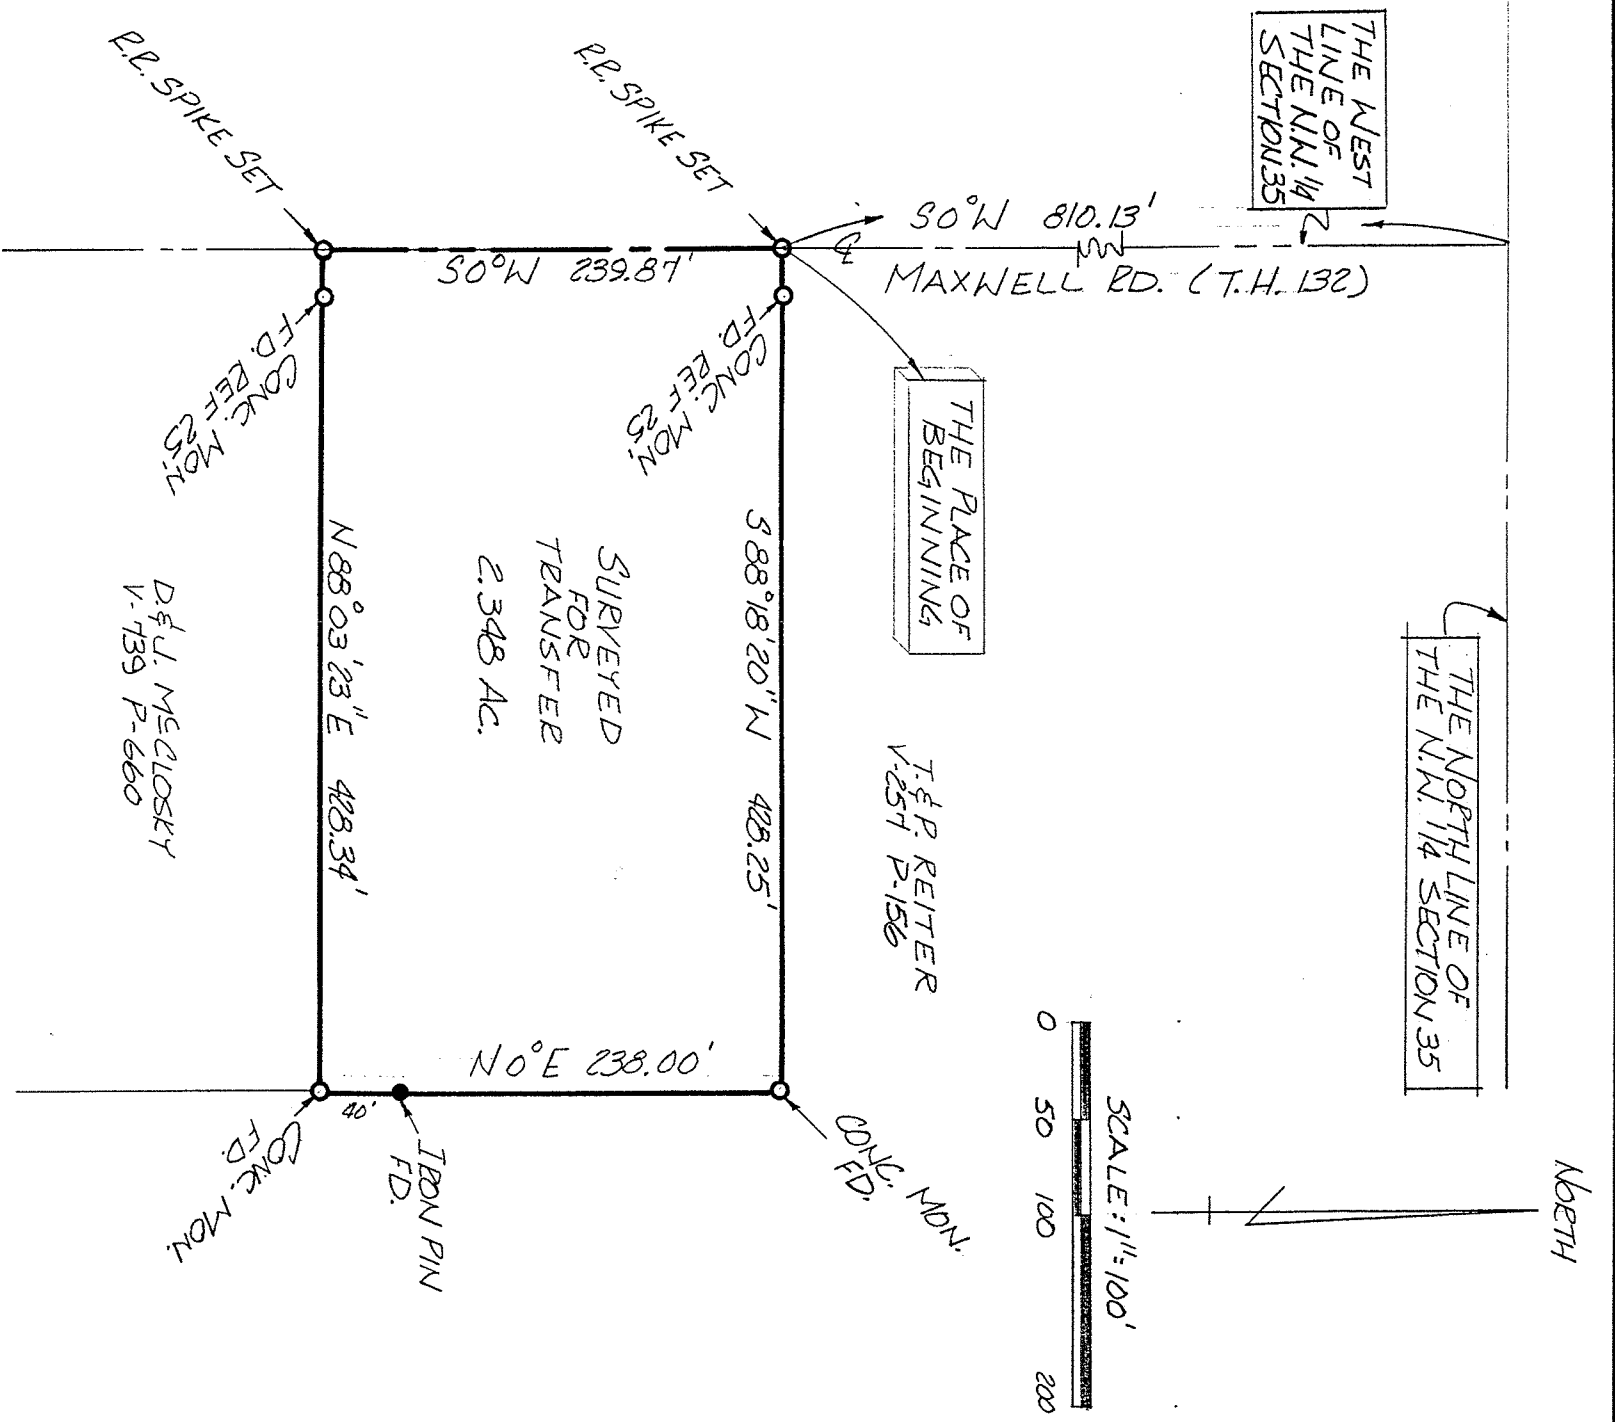 THE WEST
LINE OF
THE N.W. 1/4
SECTION 35
R.R. SPIKE SET
R.R. SPIKE SET
S0°W 810.13'
MAXWELL RD. (T.H. 132)
S0°W 239.87'
CONC. MON.
FD. REF 25
CONC. MON.
FD. REF 25
THE PLACE OF
BEGINNING
THE NORTH LINE OF
THE N.W. 1/4 SECTION 35
S 88°18'20" W 428.25'
SURVEYED
FOR
TRANSFER
2.348 AC.
N 88°03'23" E 428.34'
D.& J. McCLOSKY
V-739 P-660
T.& P. REITER
V-254 P-156
N 0° E 238.00'
40'
CONC. MON.
FD.
IRON PIN
FD.
CONC. MON.
FD.
0 50 100 200
SCALE: 1"=100'
NORTH